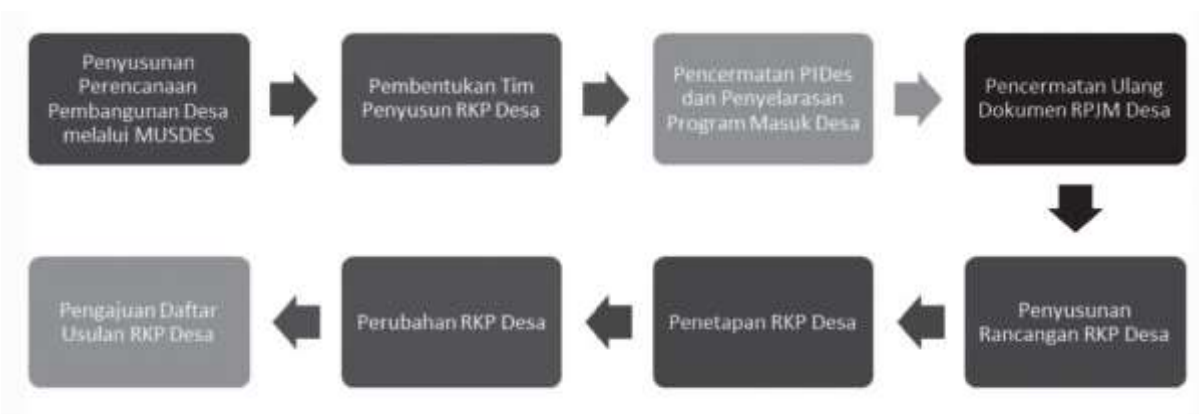 Penyusunan
Perencanaan
Pembangunan Desa
melalui MUSDES
Pembentukan Tim
Penyusun RKP Desa
Pencermatan PIDes
dan Penyelarasan
Program Masuk Desa
Pencermatan Ulang
Dokumen RPJM Desa
Penyusunan
Rancangan RKP Desa
Penetapan RKP Desa
Perubahan RKP Desa
Pengajuan Daftar
Usulan RKP Desa